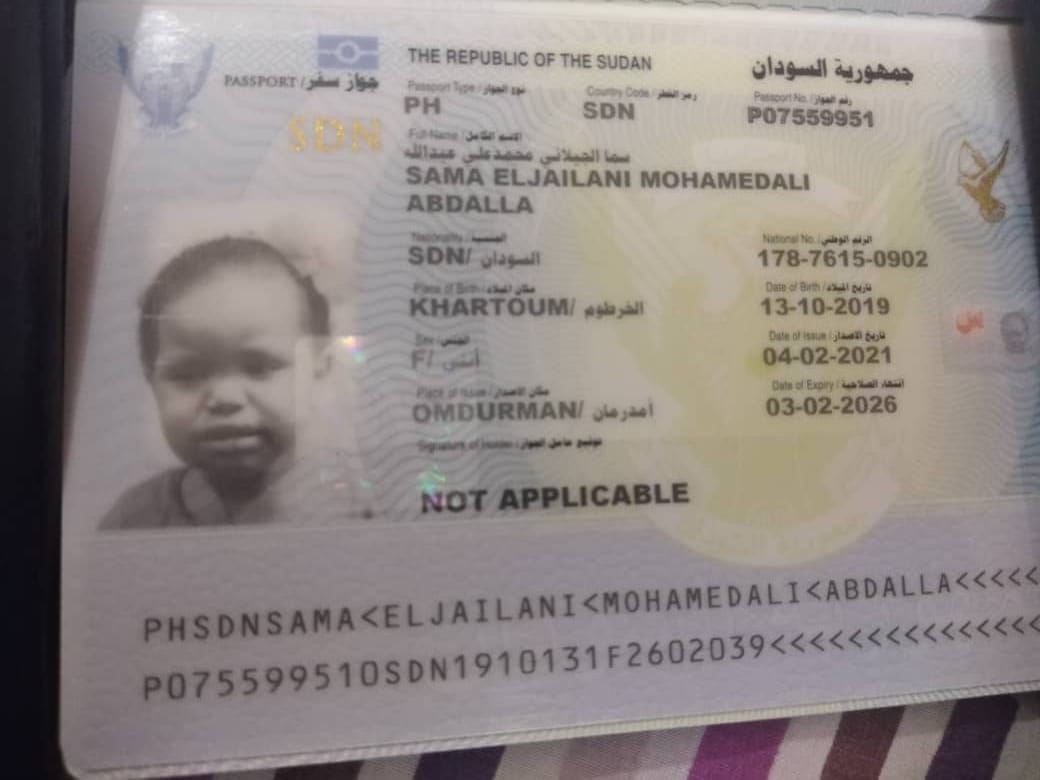 THE REPUBLIC OF THE SUDAN
جمهورية السودان
PASSPORT / جواز سفر
SDN
Passport Type / نوع الجواز
Country Code / رمز القطر
Passport No. / رقم الجواز
PH
SDN
P07559951
Full Name / الاسم الكامل
سما الجيلاني محمدعلي عبدالله
SAMA ELJAILANI MOHAMEDALI
ABDALLA
Nationality / الجنسية
National No. / الرقم الوطني
SDN/ السودان
178-7615-0902
Place of Birth / مكان الميلاد
Date of Birth / تاريخ الميلاد
KHARTOUM/ الخرطوم
13-10-2019
Sex / الجنس
Date of Issue / تاريخ الاصدار
F/ أنثى
04-02-2021
Place of Issue / مكان الاصدار
Date of Expiry / انتهاء الصلاحية
OMDURMAN/ أمدرمان
03-02-2026
Signature of Holder / توقيع حامل الجواز
NOT APPLICABLE
PHSDNSAMA<ELJAILANI<MOHAMEDALI<ABDALLA<<<<<
P075599510SDN1910131F2602039<<<<<<<<<<<<<<<